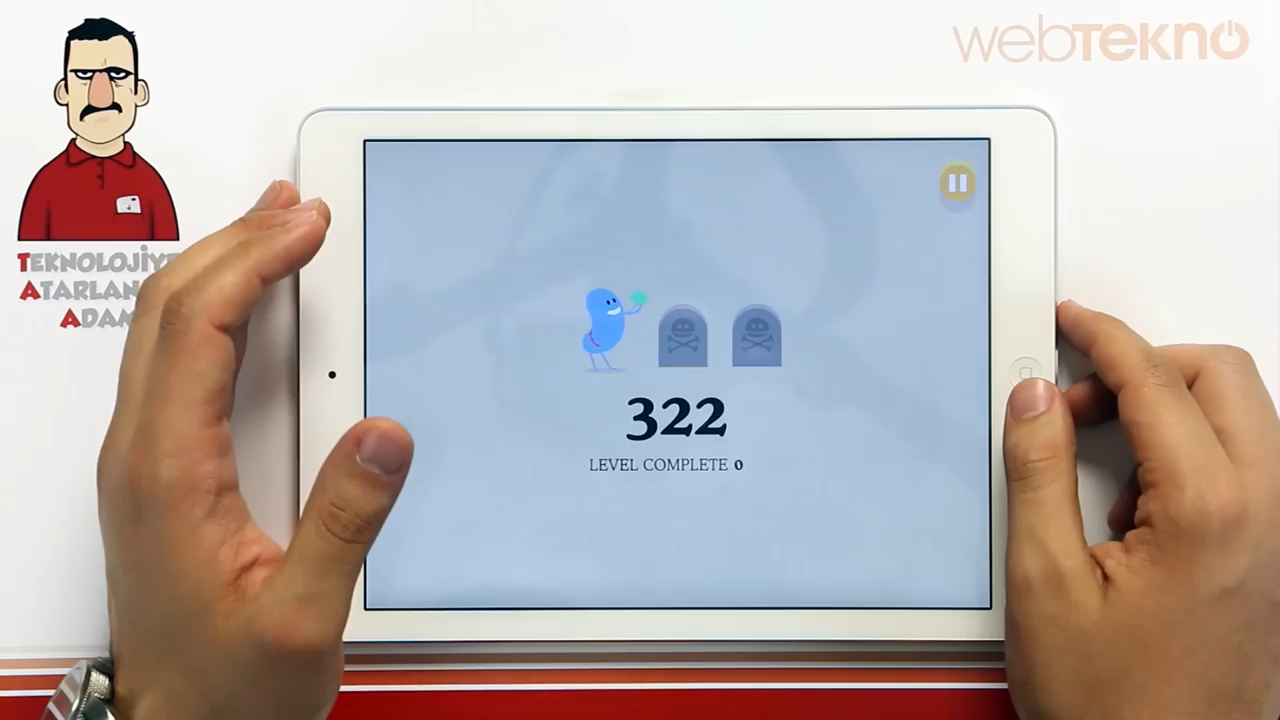 webTEKNO
TEKNOLOJİYE
ATARLANAN
ADAM
322
LEVEL COMPLETE 0